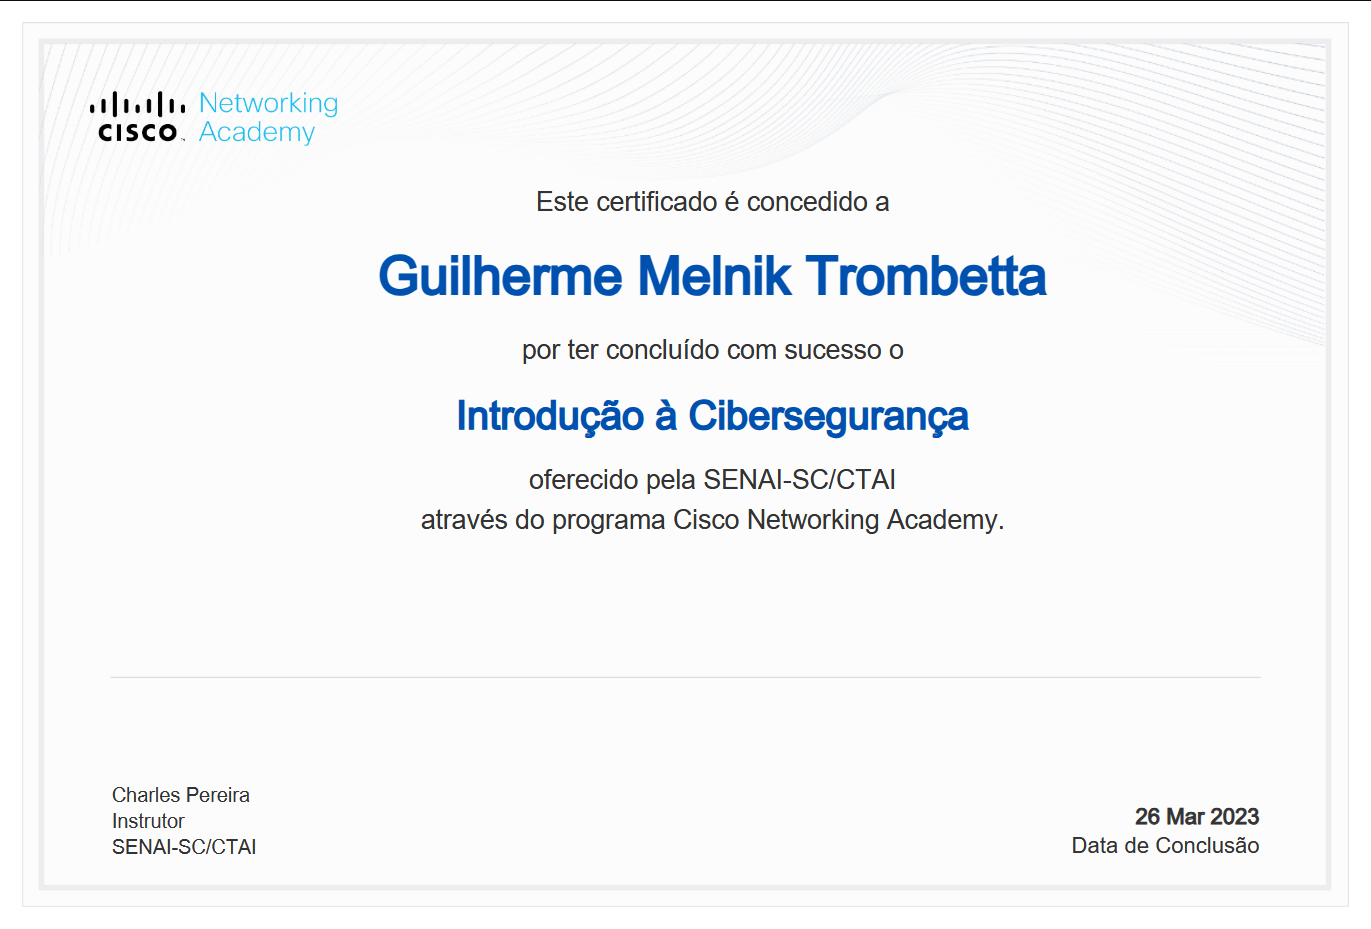 Networking
CISCO Academy
Este certificado é concedido a
Guilherme Melnik Trombetta
por ter concluído com sucesso o
Introdução à Cibersegurança
oferecido pela SENAI-SC/CTAI
através do programa Cisco Networking Academy.
Charles Pereira
Instrutor
SENAI-SC/CTAI
26 Mar 2023
Data de Conclusão